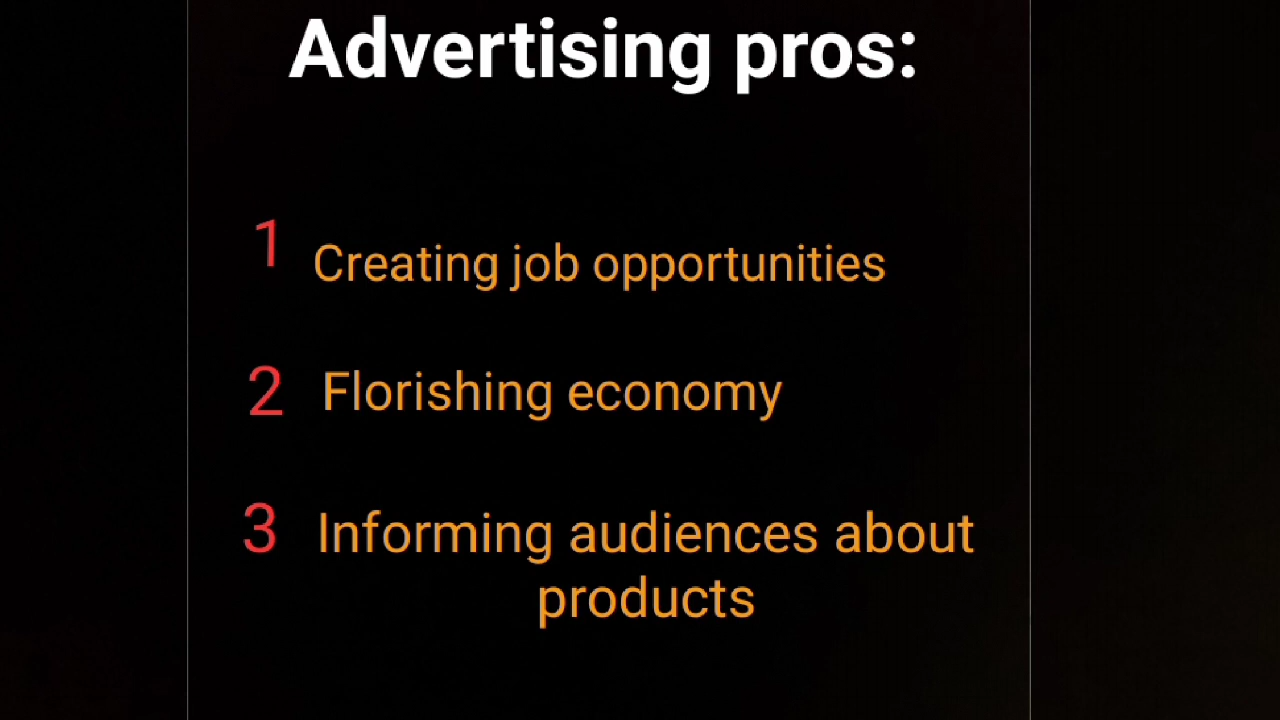 Advertising pros:
1 Creating job opportunities
2 Florishing economy
3 Informing audiences about
products